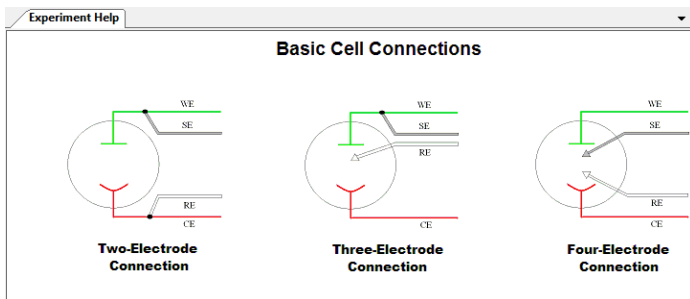 Experiment Help
Basic Cell Connections
WE
SE
RE
CE
Two-Electrode
Connection
WE
SE
RE
CE
Three-Electrode
Connection
WE
SE
RE
CE
Four-Electrode
Connection